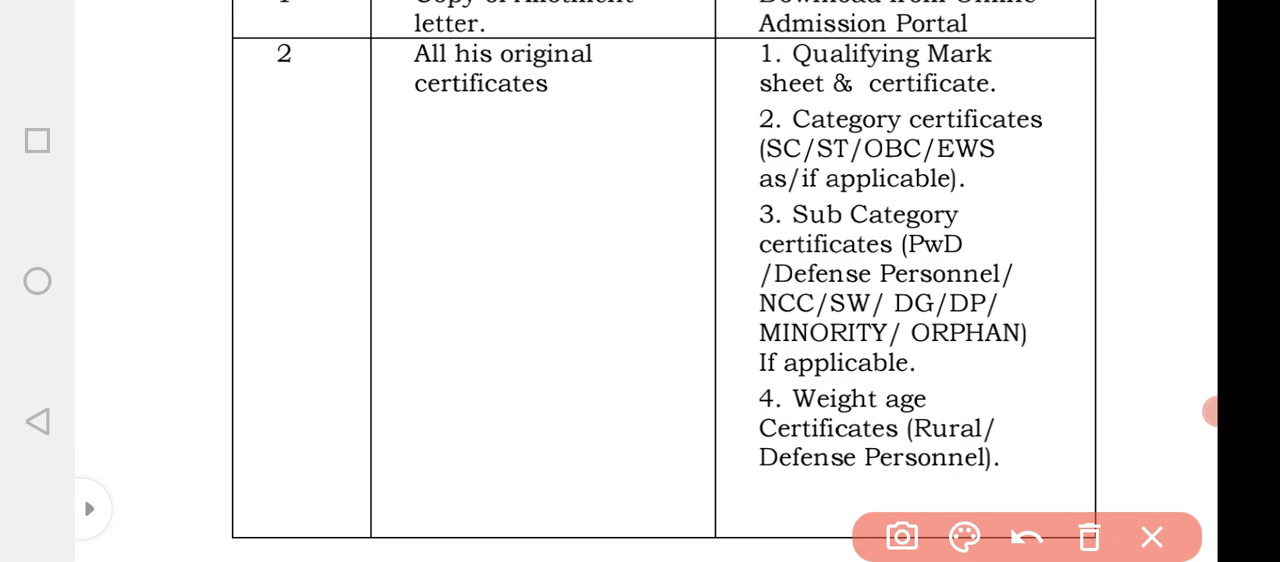 letter.
Admission Portal
2
All his original
certificates
1. Qualifying Mark
sheet & certificate.
2. Category certificates
(SC/ST/OBC/EWS
as/if applicable).
3. Sub Category
certificates (PwD
/Defense Personnel/
NCC/SW/ DG/DP/
MINORITY/ ORPHAN)
If applicable.
4. Weight age
Certificates (Rural/
Defense Personnel).